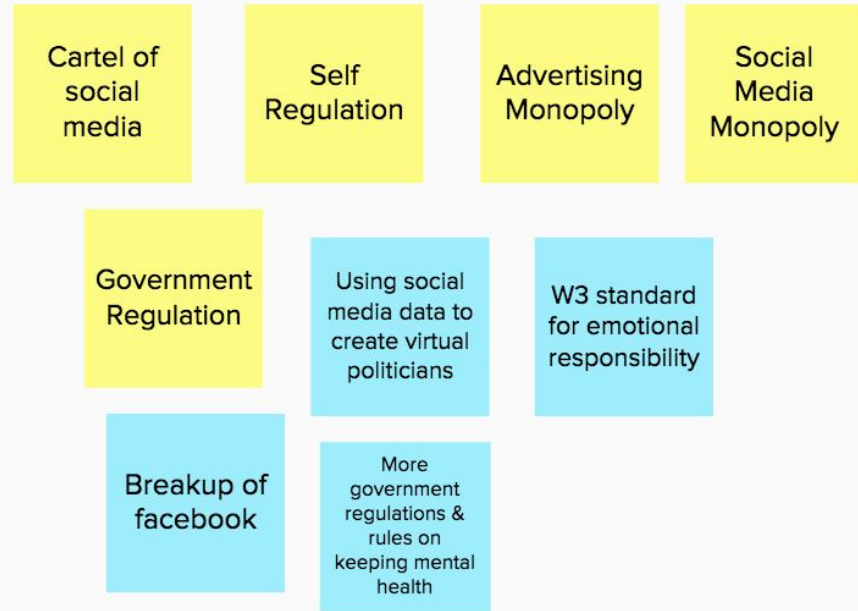 Cartel of
social
media
Self
Regulation
Advertising
Monopoly
Social
Media
Monopoly
Government
Regulation
Using social
media data to
create virtual
politicians
W3 standard
for emotional
responsibility
Breakup of
facebook
More
government
regulations &
rules on
keeping mental
health